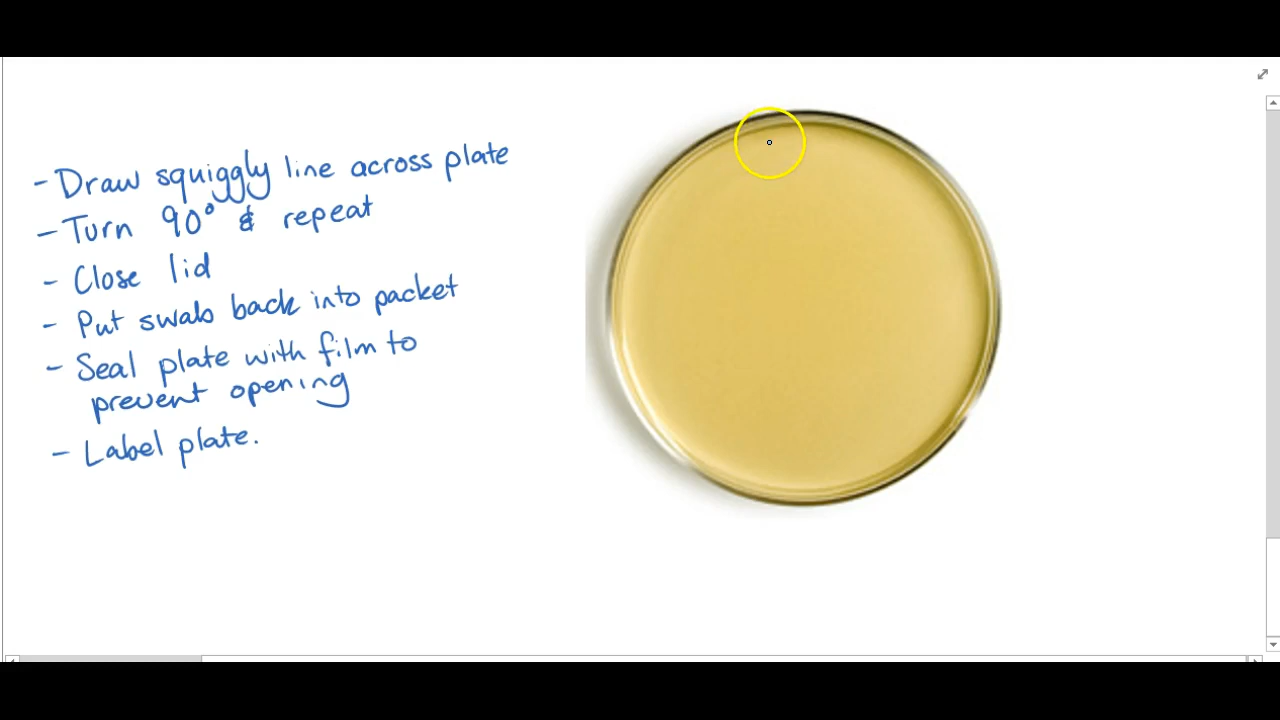 - Draw squiggly line across plate
- Turn 90° & repeat
- Close lid
- Put swab back into packet
- Seal plate with film to
prevent opening
- Label plate.